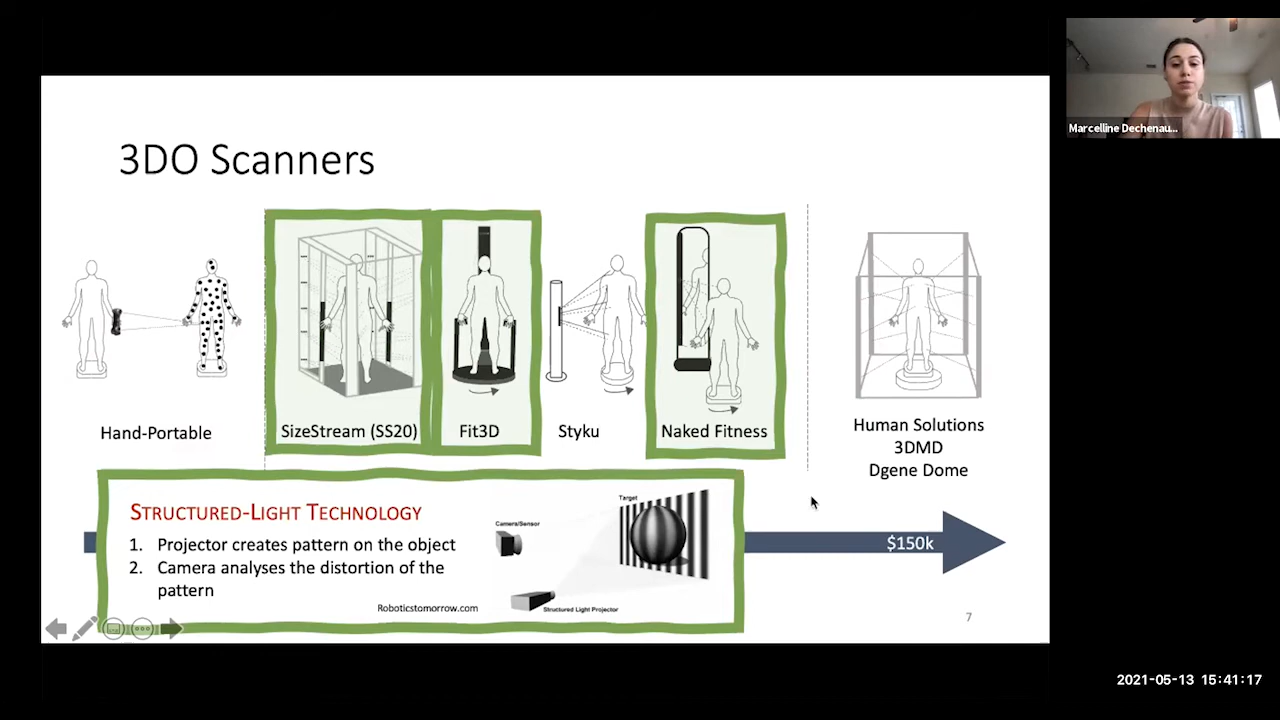 Marcelline Dechenau...
3DO Scanners
Hand-Portable
SizeStream (SS20)
Fit3D
Styku
Naked Fitness
Human Solutions
3DMD
Dgene Dome
STRUCTURED-LIGHT TECHNOLOGY
1. Projector creates pattern on the object
2. Camera analyses the distortion of the
pattern
Camera/Sensor
Target
Structured Light Projector
Roboticstomorrow.com
$150k
7
2021-05-13 15:41:17